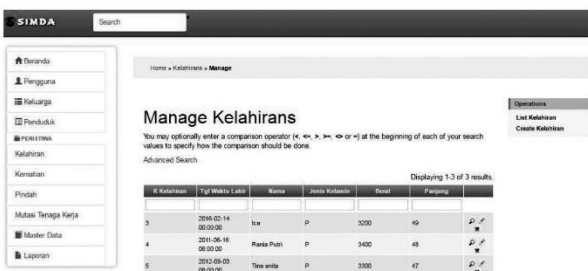 SIMDA
Search
Beranda
Pengguna
Keluarga
Penduduk
PERISTIWA
Kelahiran
Kematian
Pindah
Mutasi Tenaga Kerja
Master Data
Laporan
Home » Kelahirans » Manage
Manage Kelahirans
You may optionally enter a comparison operator (<, <=, >, >=, <> or =) at the beginning of each of your search
values to specify how the comparison should be done.
Advanced Search
Displaying 1-3 of 3 results.
K Kelahiran Tgl Waktu Lahir Nama Jenis Kelamin Berat Panjang
3 2016-02-14 00:00:00 Ica P 3200 49
4 2011-06-16 06:00:00 Rania Putri P 3400 48
5 2012-09-03 08:00:00 Tina anita P 3300 47
Operations
List Kelahiran
Create Kelahiran